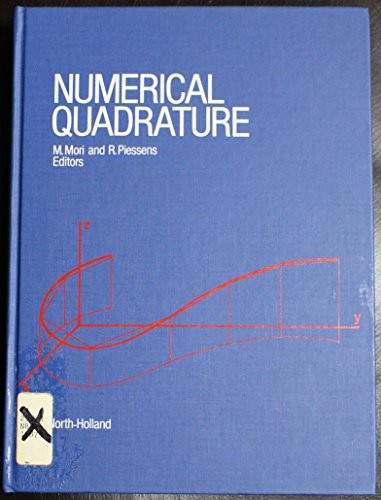 NUMERICAL
QUADRATURE
M. Mori and R. Piessens
Editors
z
y
North-Holland